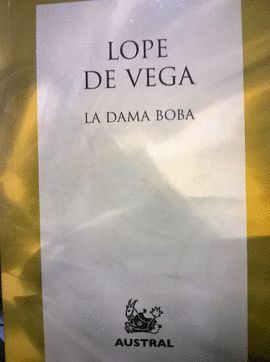 LOPE
DE VEGA
LA DAMA BOBA
AUSTRAL